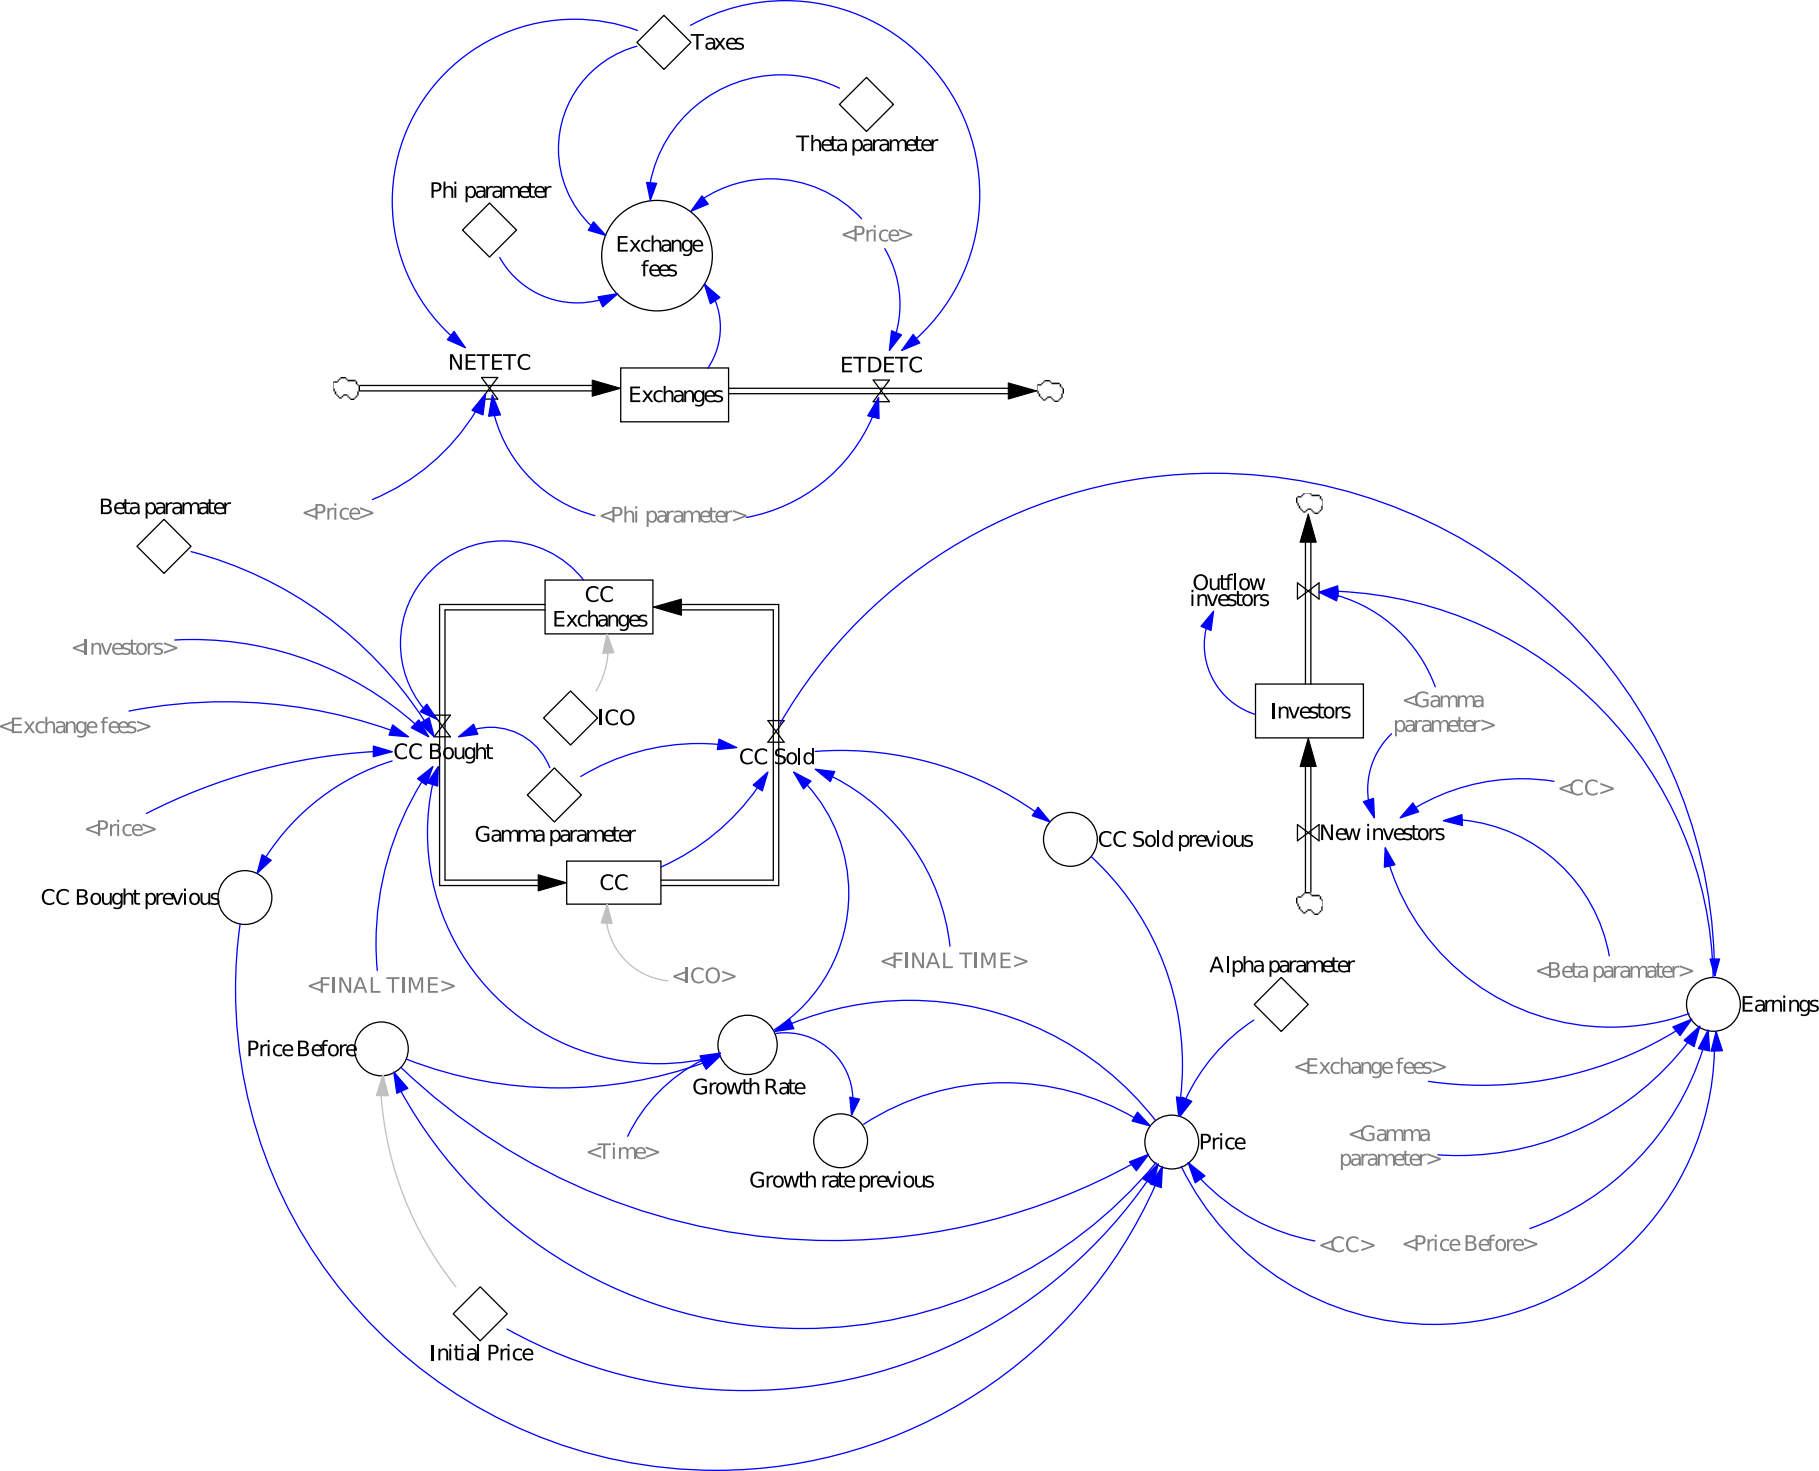 Taxes
Theta parameter
Phi parameter
Exchange
fees
<Price>
NETETC
ETDETC
Exchanges
<Price>
<Phi parameter>
Beta paramater
CC
Exchanges
Outflow
investors
<Investors>
<Gamma
parameter>
Investors
ICO
<Exchange fees>
CC Bought
CC Sold
<CC>
<Price>
Gamma parameter
New investors
CC Sold previous
CC
CC Bought previous
<FINAL TIME>
<ICO>
<FINAL TIME>
Alpha parameter
<Beta paramater>
Earnings
Price Before
Growth Rate
<Exchange fees>
<Time>
Growth rate previous
Price
<Gamma
parameter>
<CC>
<Price Before>
Initial Price